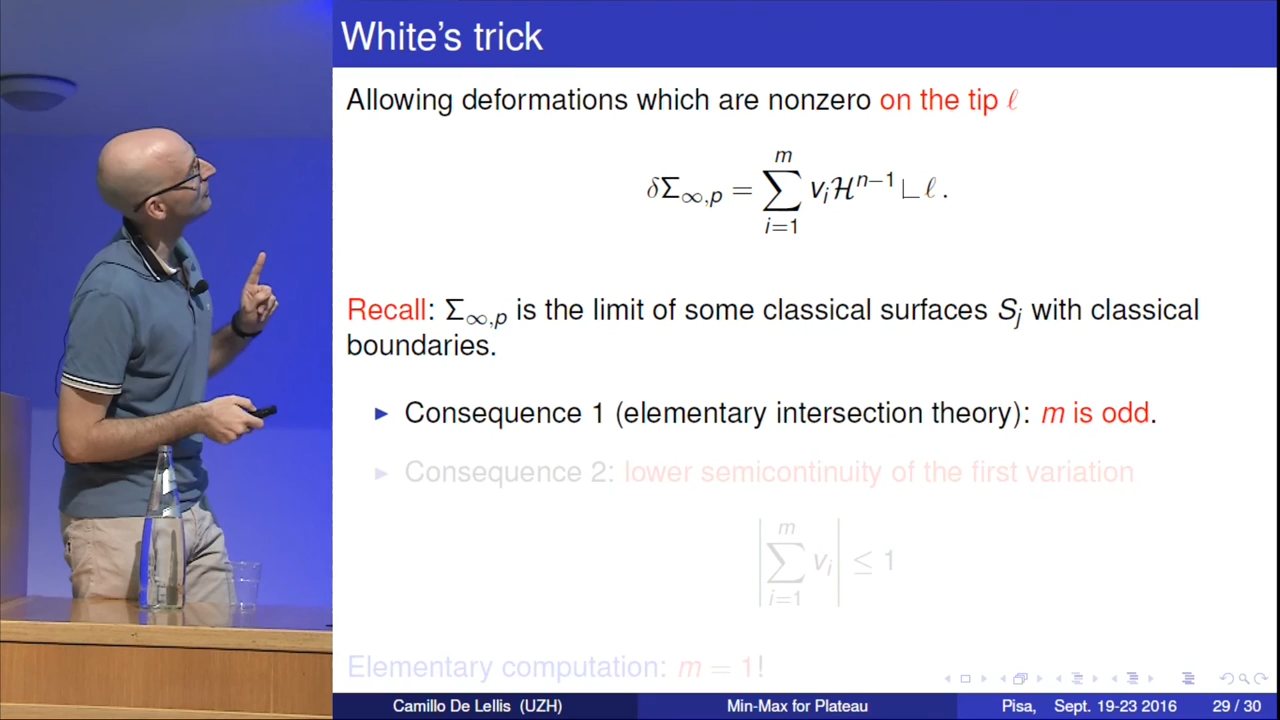 White's trick
Allowing deformations which are nonzero on the tip ℓ
δΣ∞,p = ∑_{i=1}^{m} v_i ℋ^{n−1} ∟ ℓ .
Recall: Σ∞,p is the limit of some classical surfaces S_j with classical
boundaries.
► Consequence 1 (elementary intersection theory): m is odd.
► Consequence 2: lower semicontinuity of the first variation
|∑_{i=1}^{m} v_i| ≤ 1
Elementary computation: m = 1!
Camillo De Lellis (UZH) Min-Max for Plateau Pisa, Sept. 19-23 2016 29 / 30